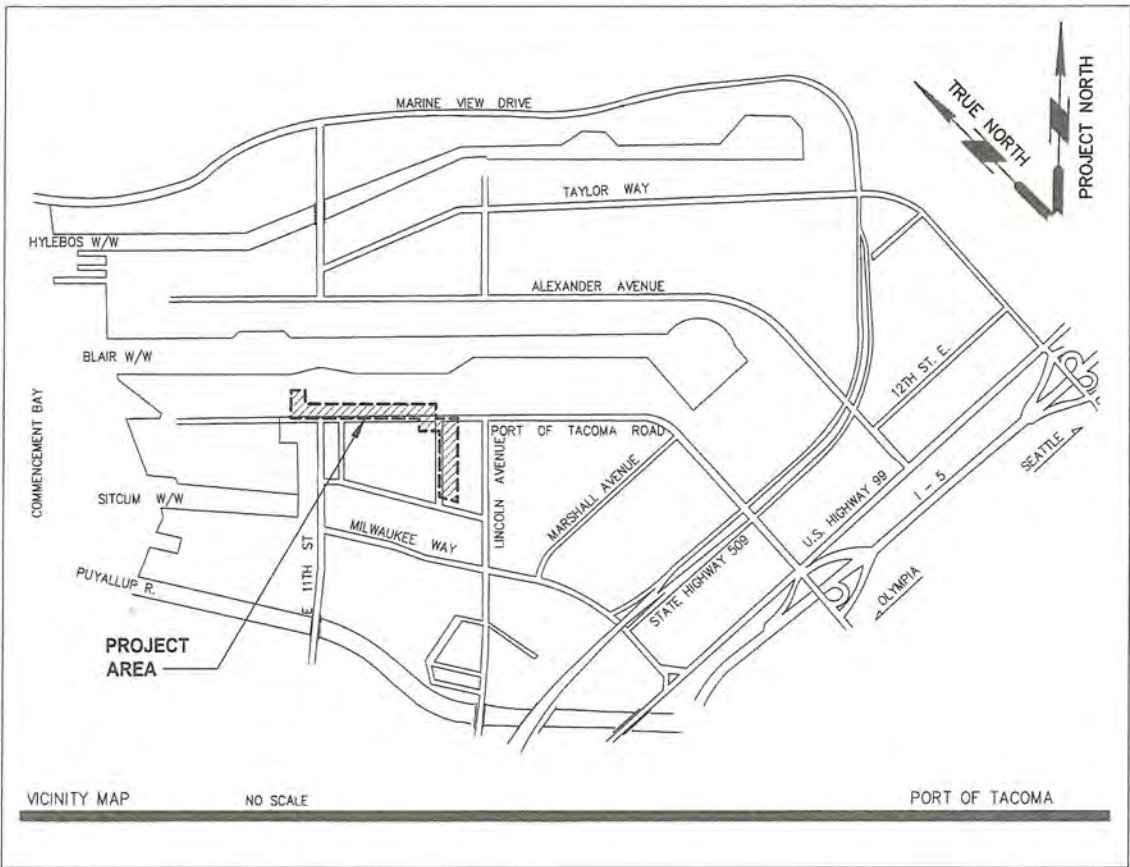 MARINE VIEW DRIVE
TRUE NORTH
PROJECT NORTH
TAYLOR WAY
HYLEBOS W/W
ALEXANDER AVENUE
BLAIR W/W
12TH ST. E.
COMMENCEMENT BAY
PORT OF TACOMA ROAD
LINCOLN AVENUE
MARSHALL AVENUE
SEATTLE
I - 5
U.S. HIGHWAY 99
SITCUM W/W
MILWAUKEE WAY
E 11TH ST
STATE HIGHWAY 509
OLYMPIA
PUYALLUP R.
PROJECT
AREA
VICINITY MAP
NO SCALE
PORT OF TACOMA